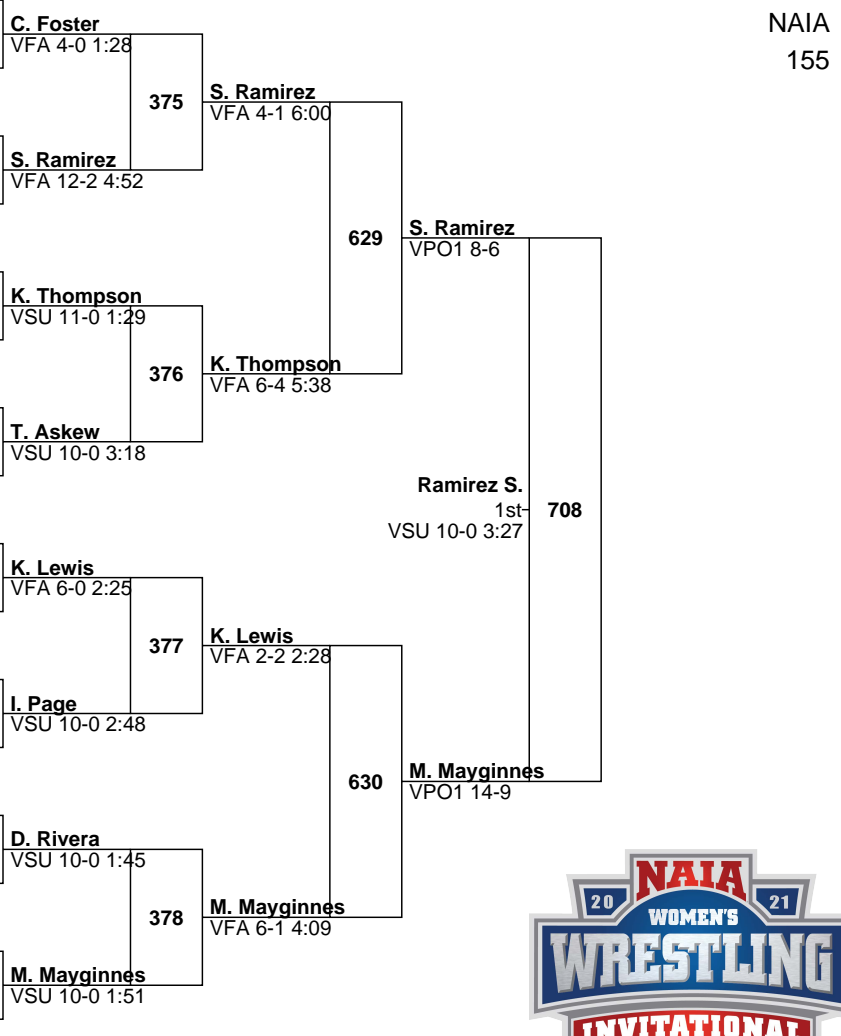 NAIA
155
C. Foster
VFA 4-0 1:28
375
S. Ramirez
VFA 4-1 6:00
S. Ramirez
VFA 12-2 4:52
629
S. Ramirez
VPO1 8-6
K. Thompson
VSU 11-0 1:29
376
K. Thompson
VFA 6-4 5:38
T. Askew
VSU 10-0 3:18
Ramirez S.
1st
708
VSU 10-0 3:27
K. Lewis
VFA 6-0 2:25
377
K. Lewis
VFA 2-2 2:28
I. Page
VSU 10-0 2:48
630
M. Mayginnes
VPO1 14-9
D. Rivera
VSU 10-0 1:45
378
M. Mayginnes
VFA 6-1 4:09
M. Mayginnes
VSU 10-0 1:51
NAIA
20 21
WOMEN'S
WRESTLING
INVITATIONAL